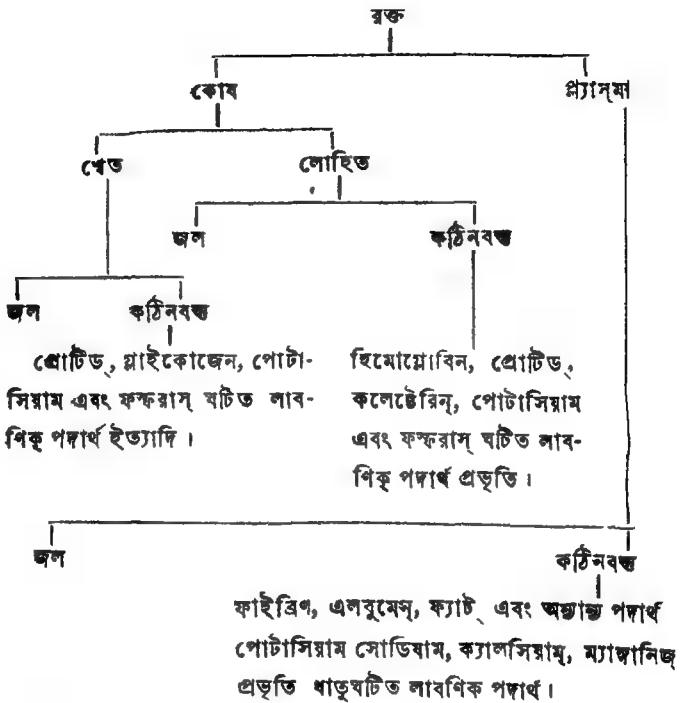 রক্ত
কোষ প্ল্যাস্‌মা
শ্বেত লোহিত
জল কঠিনবস্তু
জল কঠিনবস্তু
প্রোটিড্, গ্লাইকোজেন, পোটা-
সিয়াম এবং ফস্ফরাস্ ঘটিত লাব-
ণিক্ পদার্থ ইত্যাদি ।
হিমোগ্লোবিন, প্রোটিড্,
কলেষ্টেরিন্, পোটাসিয়াম
এবং ফস্ফরাস্ ঘটিত লাব-
ণিক্ পদার্থ প্রভৃতি ।
জল কঠিনবস্তু
ফাইব্রিণ, এলবুমেস্, ফ্যাট্ এবং অন্যান্য পদার্থ
পোটাসিয়াম সোডিষাম, ক্যালসিয়াম্, ম্যাঙ্গানিজ্
প্রভৃতি ধাতুঘটিত লাবণিক পদার্থ ।